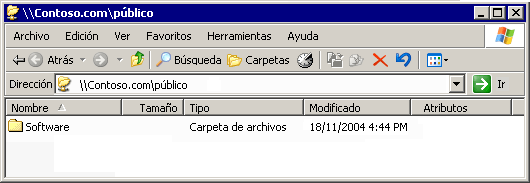 \\Contoso.com\público
Archivo Edición Ver Favoritos Herramientas Ayuda
Atrás Búsqueda Carpetas
Dirección \\Contoso.com\público Ir
Nombre Tamaño Tipo Modificado Atributos
Software Carpeta de archivos 18/11/2004 4:44 PM